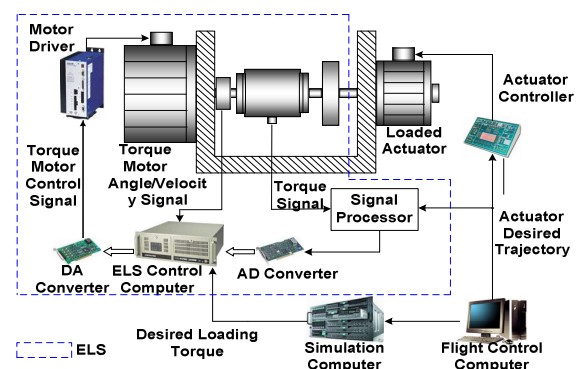 Motor
Driver
Actuator
Controller
Loaded
Actuator
Torque
Motor
Control
Signal
Torque
Motor
Angle/Velocit
y Signal
Torque
Signal
Signal
Processor
Actuator
Desired
Trajectory
DA
Converter
ELS Control
Computer
AD Converter
Desired Loading
Torque
Simulation
Computer
Flight Control
Computer
ELS